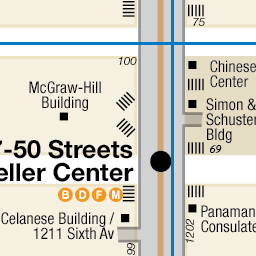 75
100
McGraw-Hill
Building
Chinese
Center
Simon &
Schuster
Bldg
69
7-50 Streets
eller Center
B D F M
Celanese Building /
1211 Sixth Av
99
1202
Panaman
Consulate